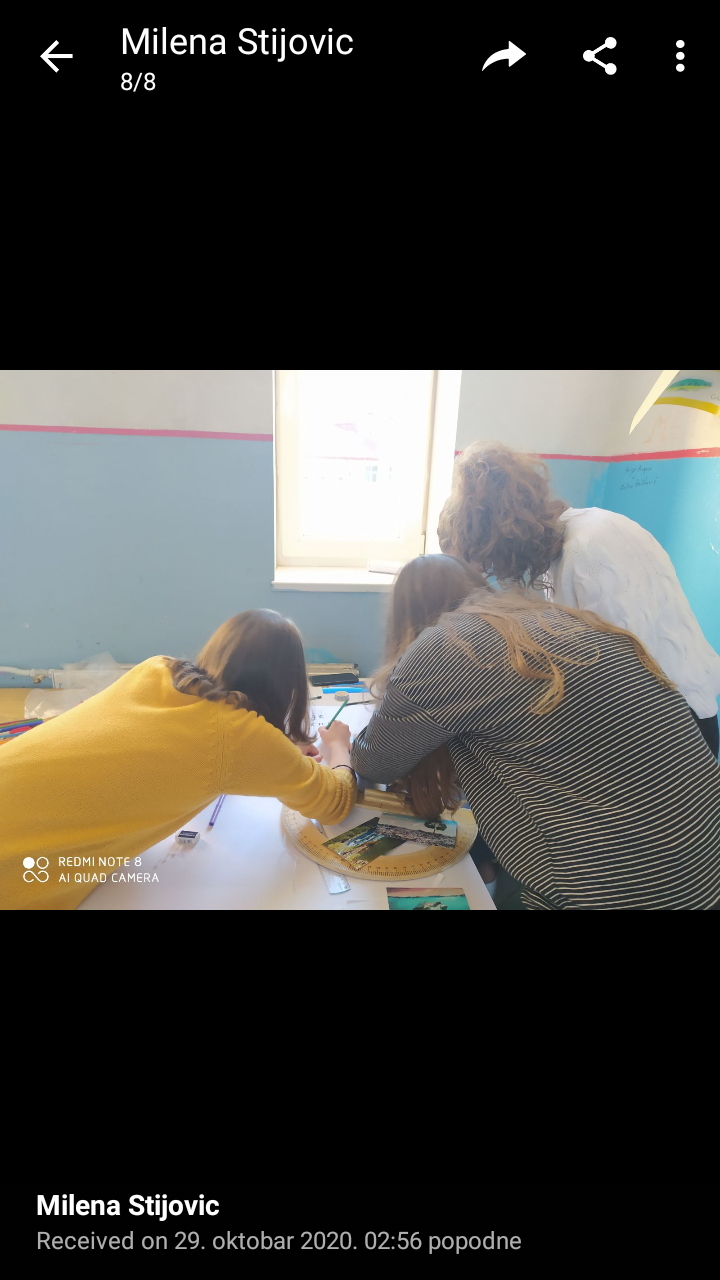 Milena Stijovic
8/8
REDMI NOTE 8
AI QUAD CAMERA
Milena Stijovic
Received on 29. oktobar 2020. 02:56 popodne